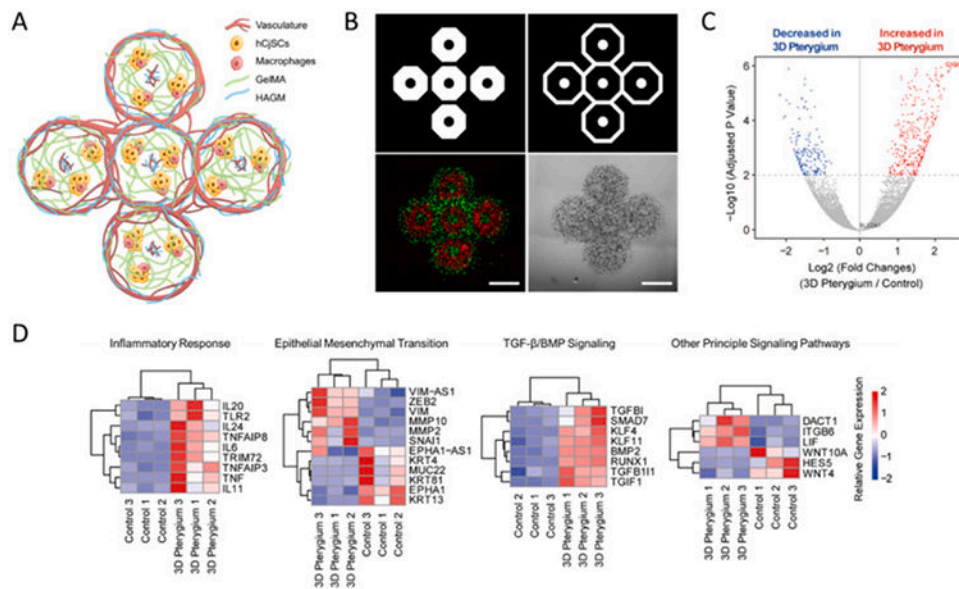 A
Vasculature
hCjSCs
Macrophages
GelMA
HAGM
B
C
Decreased in
3D Pterygium
Increased in
3D Pterygium
−Log10 (Adjusted P Value)
6
4
2
0
−2
−1
0
1
2
Log2 (Fold Changes)
(3D Pterygium / Control)
D
Inflammatory Response
IL20
TLR2
IL24
TNFAIP8
IL6
TRIM72
TNFAIP3
TNF
IL11
Control 2
Control 1
Control 3
3D Pterygium 3
3D Pterygium 1
3D Pterygium 2
Epithelial Mesenchymal Transition
VIM-AS1
ZEB2
VIM
MMP10
MMP2
SNAI1
EPHA1-AS1
KRT4
MUC22
KRT81
EPHA1
KRT13
3D Pterygium 3
3D Pterygium 1
3D Pterygium 2
Control 3
Control 1
Control 2
TGF-β/BMP Signaling
TGFBI
SMAD7
KLF4
KLF11
BMP2
RUNX1
TGFB1I1
TGIF1
Control 2
Control 1
Control 3
3D Pterygium 1
3D Pterygium 2
3D Pterygium 3
Other Principle Signaling Pathways
DACT1
ITGB6
LIF
WNT10A
HES5
WNT4
3D Pterygium 1
3D Pterygium 2
3D Pterygium 3
Control 1
Control 2
Control 3
Relative Gene Expression
2
1
0
−1
−2